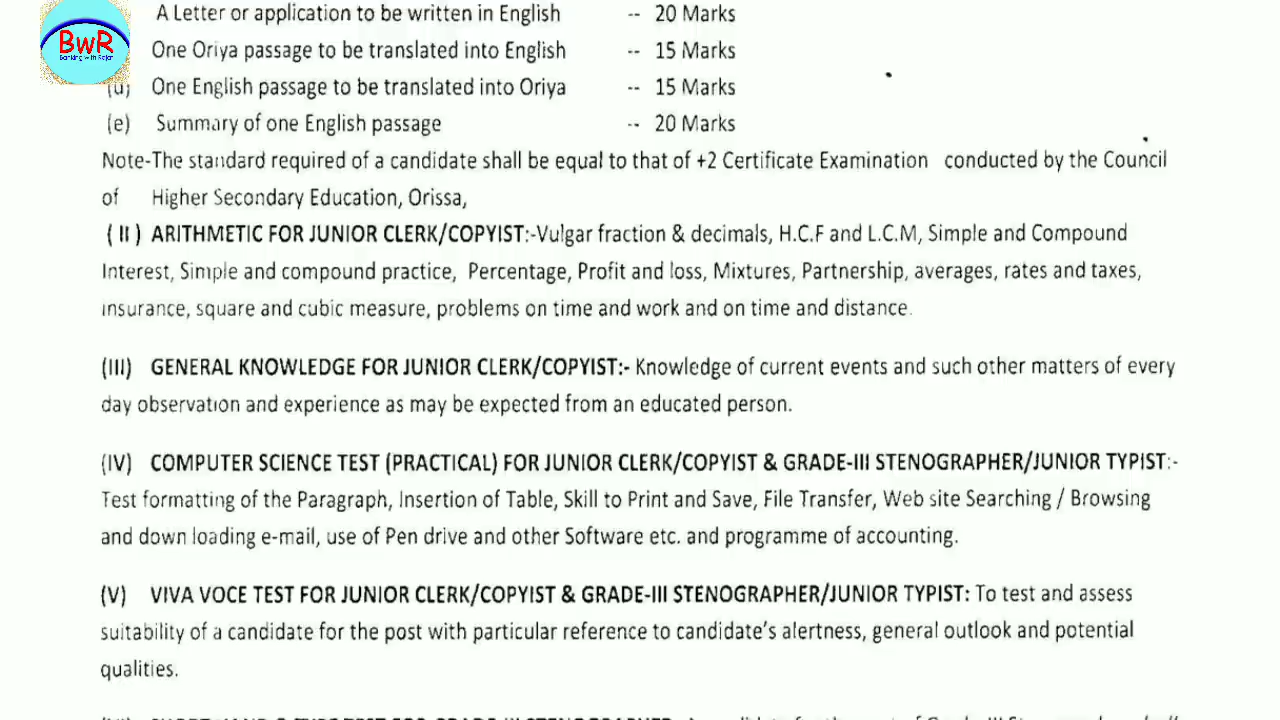 BwR
Banking with Rajat
A Letter or application to be written in English -- 20 Marks
One Oriya passage to be translated into English -- 15 Marks
(d) One English passage to be translated into Oriya -- 15 Marks
(e) Summary of one English passage -- 20 Marks
Note-The standard required of a candidate shall be equal to that of +2 Certificate Examination conducted by the Council
of Higher Secondary Education, Orissa,
( II ) ARITHMETIC FOR JUNIOR CLERK/COPYIST:-Vulgar fraction & decimals, H.C.F and L.C.M, Simple and Compound
Interest, Simple and compound practice, Percentage, Profit and loss, Mixtures, Partnership, averages, rates and taxes,
insurance, square and cubic measure, problems on time and work and on time and distance.
(III) GENERAL KNOWLEDGE FOR JUNIOR CLERK/COPYIST:- Knowledge of current events and such other matters of every
day observation and experience as may be expected from an educated person.
(IV) COMPUTER SCIENCE TEST (PRACTICAL) FOR JUNIOR CLERK/COPYIST & GRADE-III STENOGRAPHER/JUNIOR TYPIST:-
Test formatting of the Paragraph, Insertion of Table, Skill to Print and Save, File Transfer, Web site Searching / Browsing
and down loading e-mail, use of Pen drive and other Software etc. and programme of accounting.
(V) VIVA VOCE TEST FOR JUNIOR CLERK/COPYIST & GRADE-III STENOGRAPHER/JUNIOR TYPIST: To test and assess
suitability of a candidate for the post with particular reference to candidate's alertness, general outlook and potential
qualities.